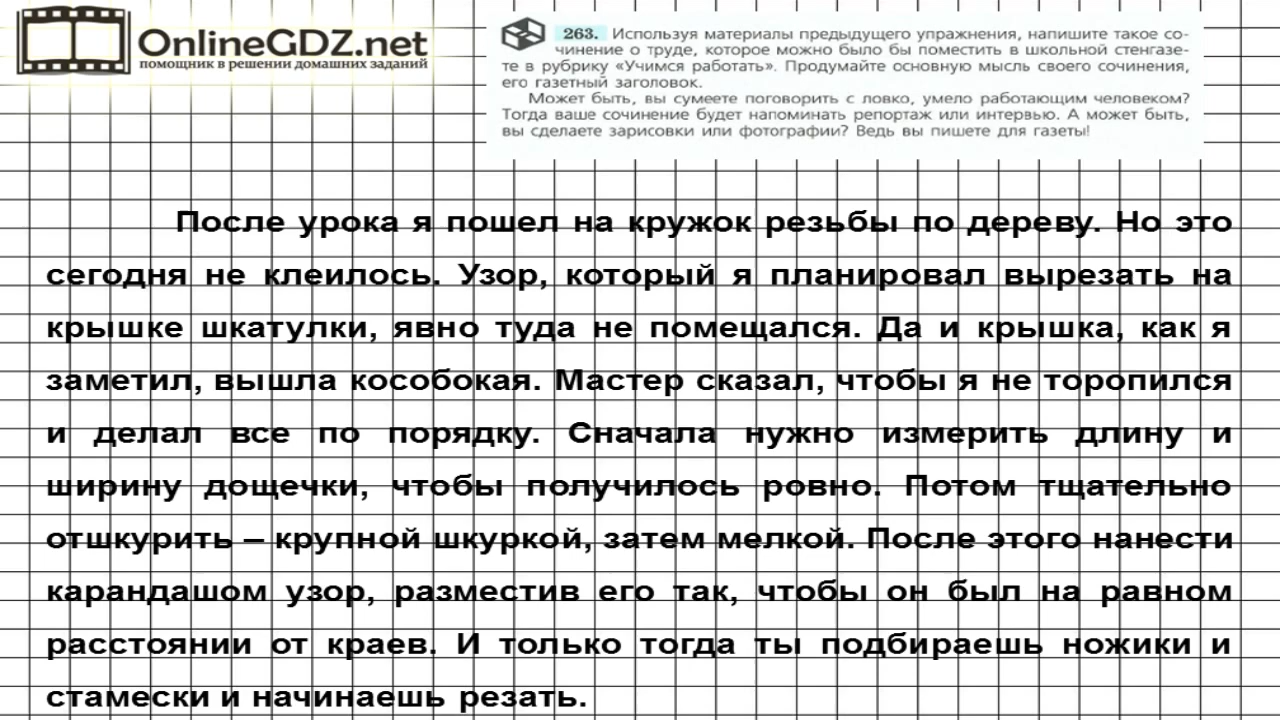 OnlineGDZ.net
помощник в решении домашних заданий
263. Используя материалы предыдущего упражнения, напишите такое со-
чинение о труде, которое можно было бы поместить в школьной стенгазе-
те в рубрику «Учимся работать». Продумайте основную мысль своего сочинения,
его газетный заголовок.
Может быть, вы сумеете поговорить с ловко, умело работающим человеком?
Тогда ваше сочинение будет напоминать репортаж или интервью. А может быть,
вы сделаете зарисовки или фотографии? Ведь вы пишете для газеты!
После урока я пошел на кружок резьбы по дереву. Но это
сегодня не клеилось. Узор, который я планировал вырезать на
крышке шкатулки, явно туда не помещался. Да и крышка, как я
заметил, вышла кособокая. Мастер сказал, чтобы я не торопился
и делал все по порядку. Сначала нужно измерить длину и
ширину дощечки, чтобы получилось ровно. Потом тщательно
отшкурить – крупной шкуркой, затем мелкой. После этого нанести
карандашом узор, разместив его так, чтобы он был на равном
расстоянии от краев. И только тогда ты подбираешь ножики и
стамески и начинаешь резать.